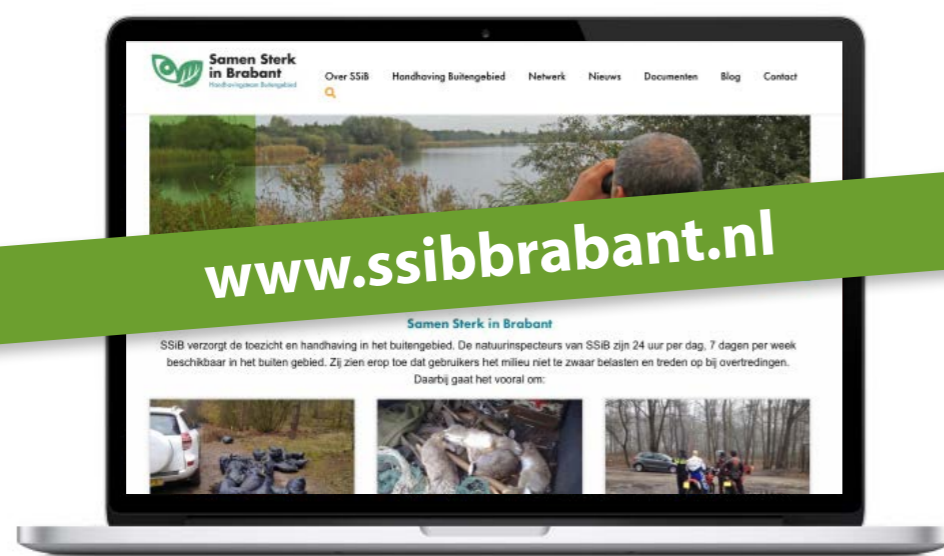 Samen Sterk
in Brabant
Handhavingsteam Buitengebied
Over SSiB Handhaving Buitengebied Netwerk Nieuws Documenten Blog Contact
www.ssibbrabant.nl
Samen Sterk in Brabant
SSiB verzorgt de toezicht en handhaving in het buitengebied. De natuurinspecteurs van SSiB zijn 24 uur per dag, 7 dagen per week
beschikbaar in het buiten gebied. Zij zien erop toe dat gebruikers het milieu niet te zwaar belasten en treden op bij overtredingen.
Daarbij gaat het vooral om: